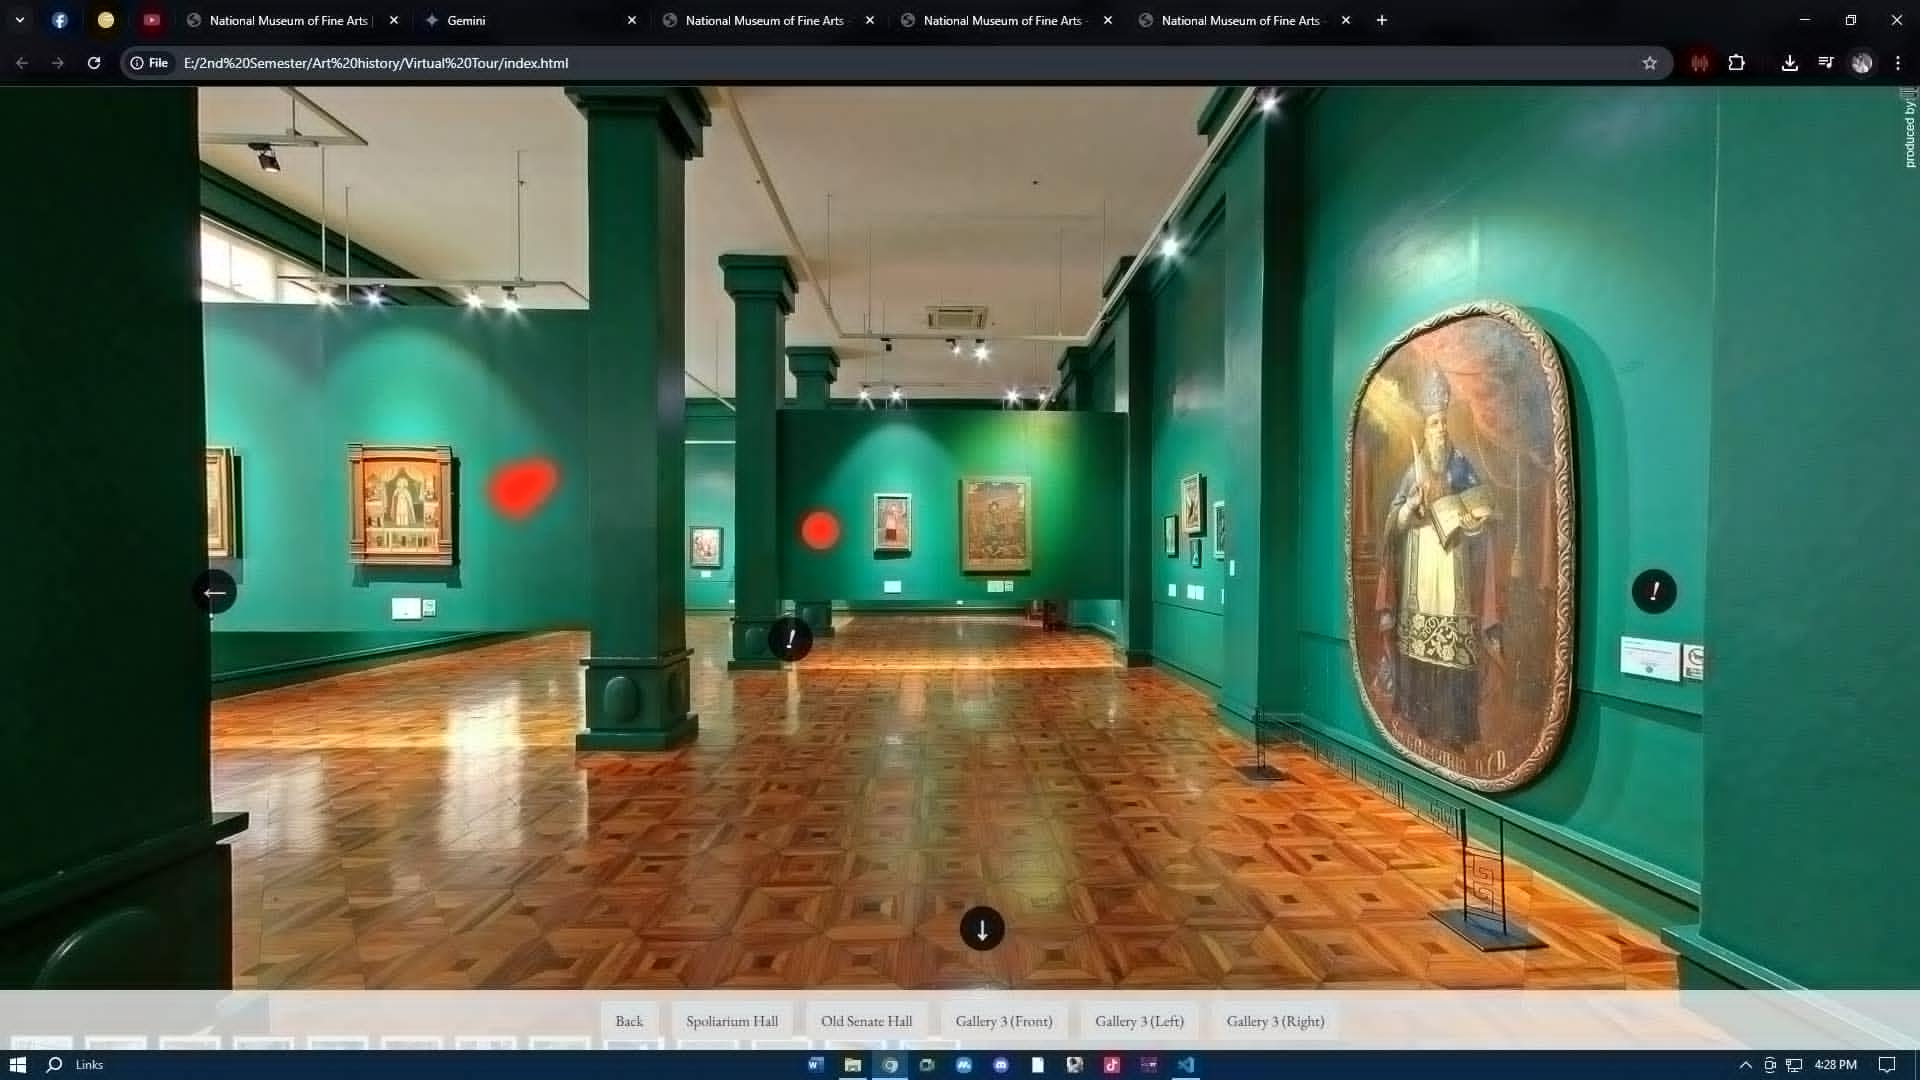 National Museum of Fine Arts |
Gemini
National Museum of Fine Arts -
National Museum of Fine Arts -
National Museum of Fine Arts -
File
E:/2nd%20Semester/Art%20history/Virtual%20Tour/index.html
produced by
Back
Spoliarium Hall
Old Senate Hall
Gallery 3 (Front)
Gallery 3 (Left)
Gallery 3 (Right)
Links
4:28 PM